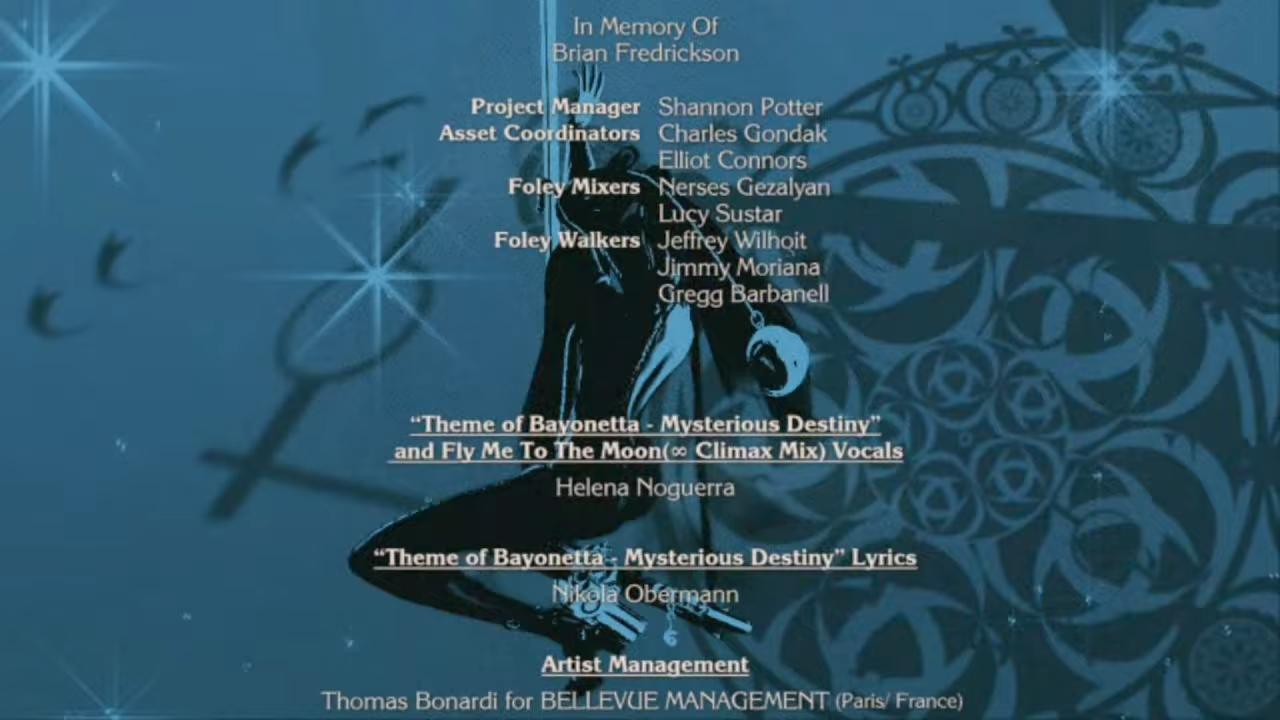 In Memory Of
Brian Fredrickson
Project Manager Shannon Potter
Asset Coordinators Charles Gondak
Elliot Connors
Foley Mixers Nerses Gezalyan
Lucy Sustar
Foley Walkers Jeffrey Wilhoit
Jimmy Moriana
Gregg Barbanell
“Theme of Bayonetta - Mysterious Destiny”
and Fly Me To The Moon(∞ Climax Mix) Vocals
Helena Noguerra
“Theme of Bayonetta - Mysterious Destiny” Lyrics
Nikola Obermann
Artist Management
Thomas Bonardi for BELLEVUE MANAGEMENT (Paris/ France)